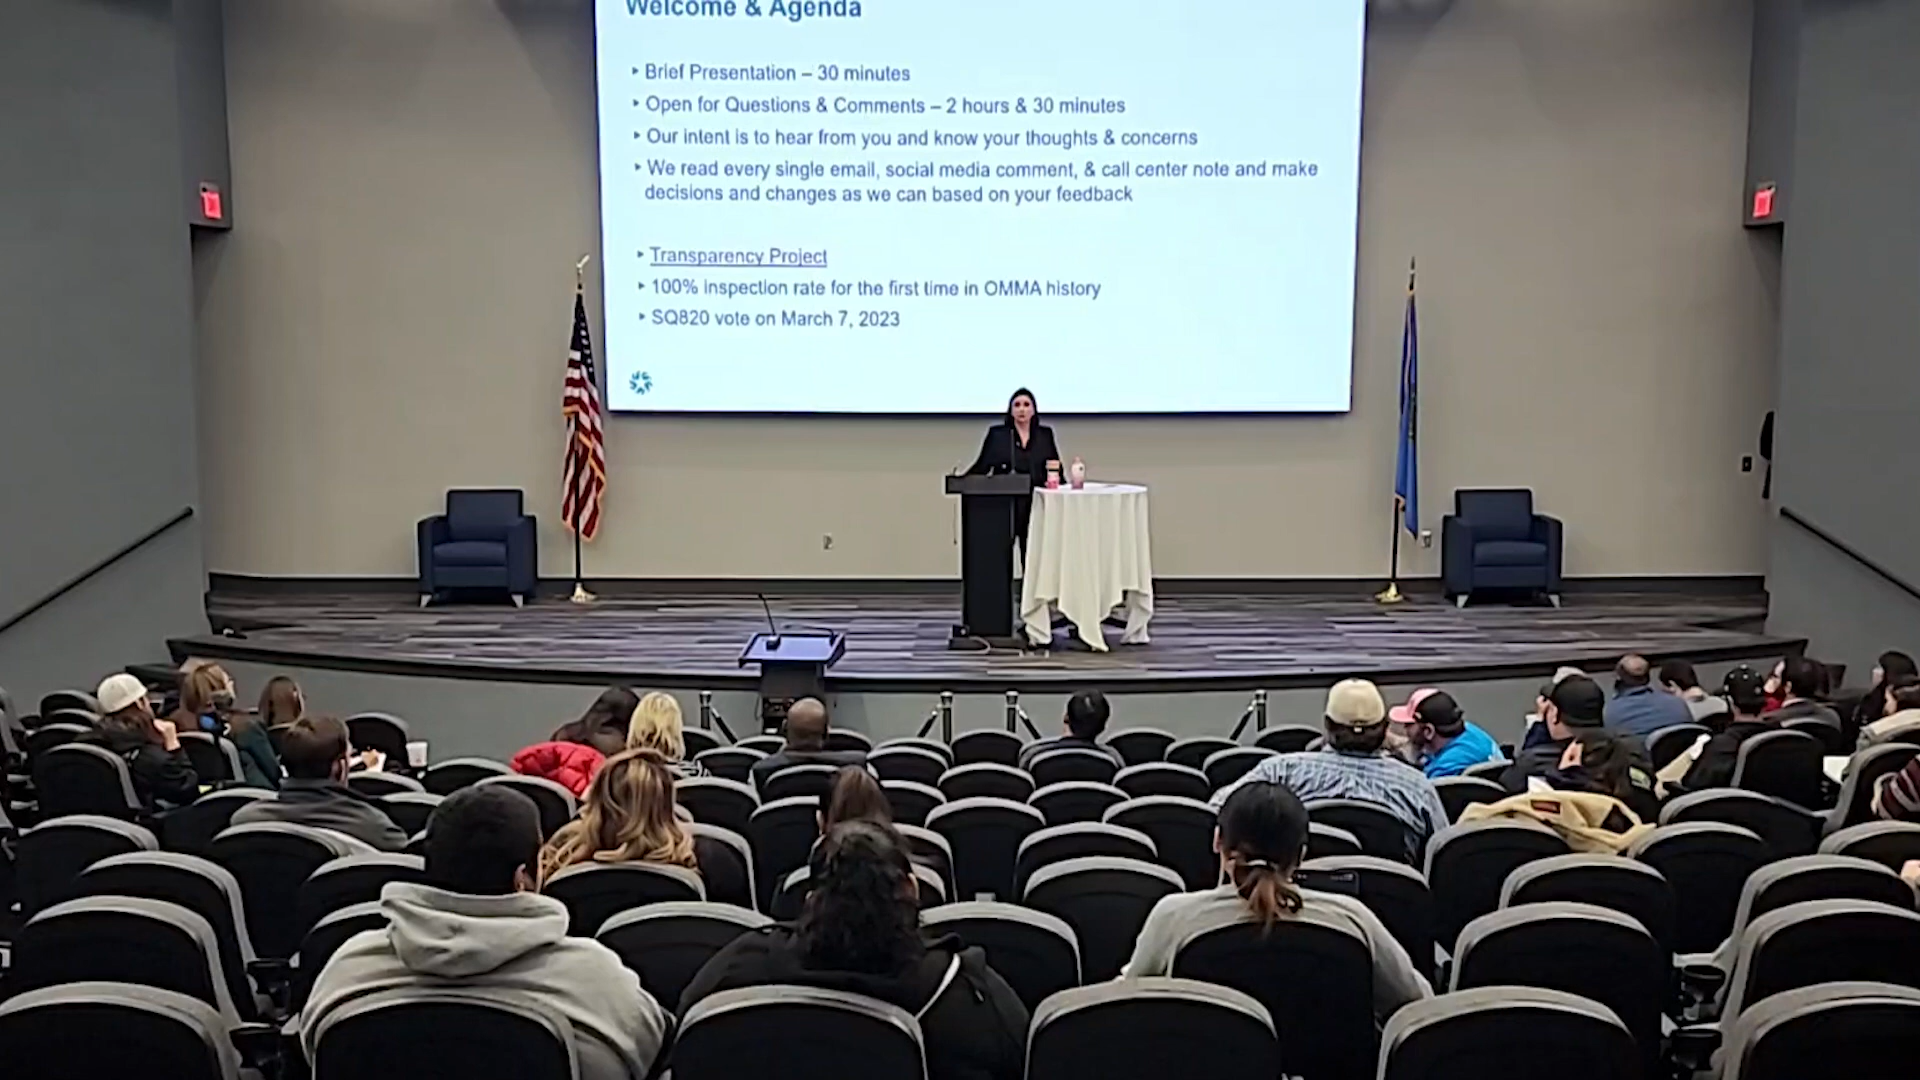 Welcome & Agenda
‣ Brief Presentation – 30 minutes
‣ Open for Questions & Comments – 2 hours & 30 minutes
‣ Our intent is to hear from you and know your thoughts & concerns
‣ We read every single email, social media comment, & call center note and make
decisions and changes as we can based on your feedback
‣ Transparency Project
‣ 100% inspection rate for the first time in OMMA history
‣ SQ820 vote on March 7, 2023